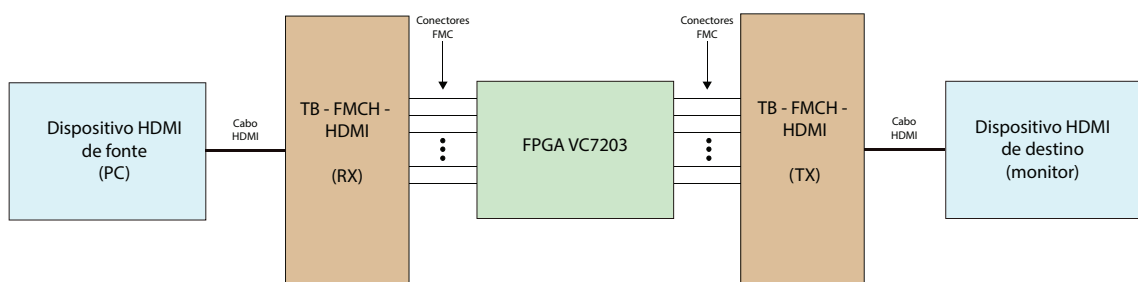 Dispositivo HDMI
de fonte
(PC)
Cabo
HDMI
TB - FMCH -
HDMI
(RX)
Conectores
FMC
FPGA VC7203
Conectores
FMC
TB - FMCH -
HDMI
(TX)
Cabo
HDMI
Dispositivo HDMI
de destino
(monitor)